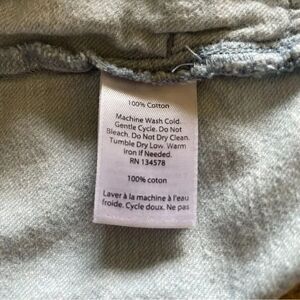 100% Cotton
Machine Wash Cold.
Gentle Cycle. Do Not
Bleach. Do Not Dry Clean.
Tumble Dry Low. Warm
Iron If Needed.
RN 134578
100% coton
Laver à la machine à l'eau
froide. Cycle doux. Ne pas